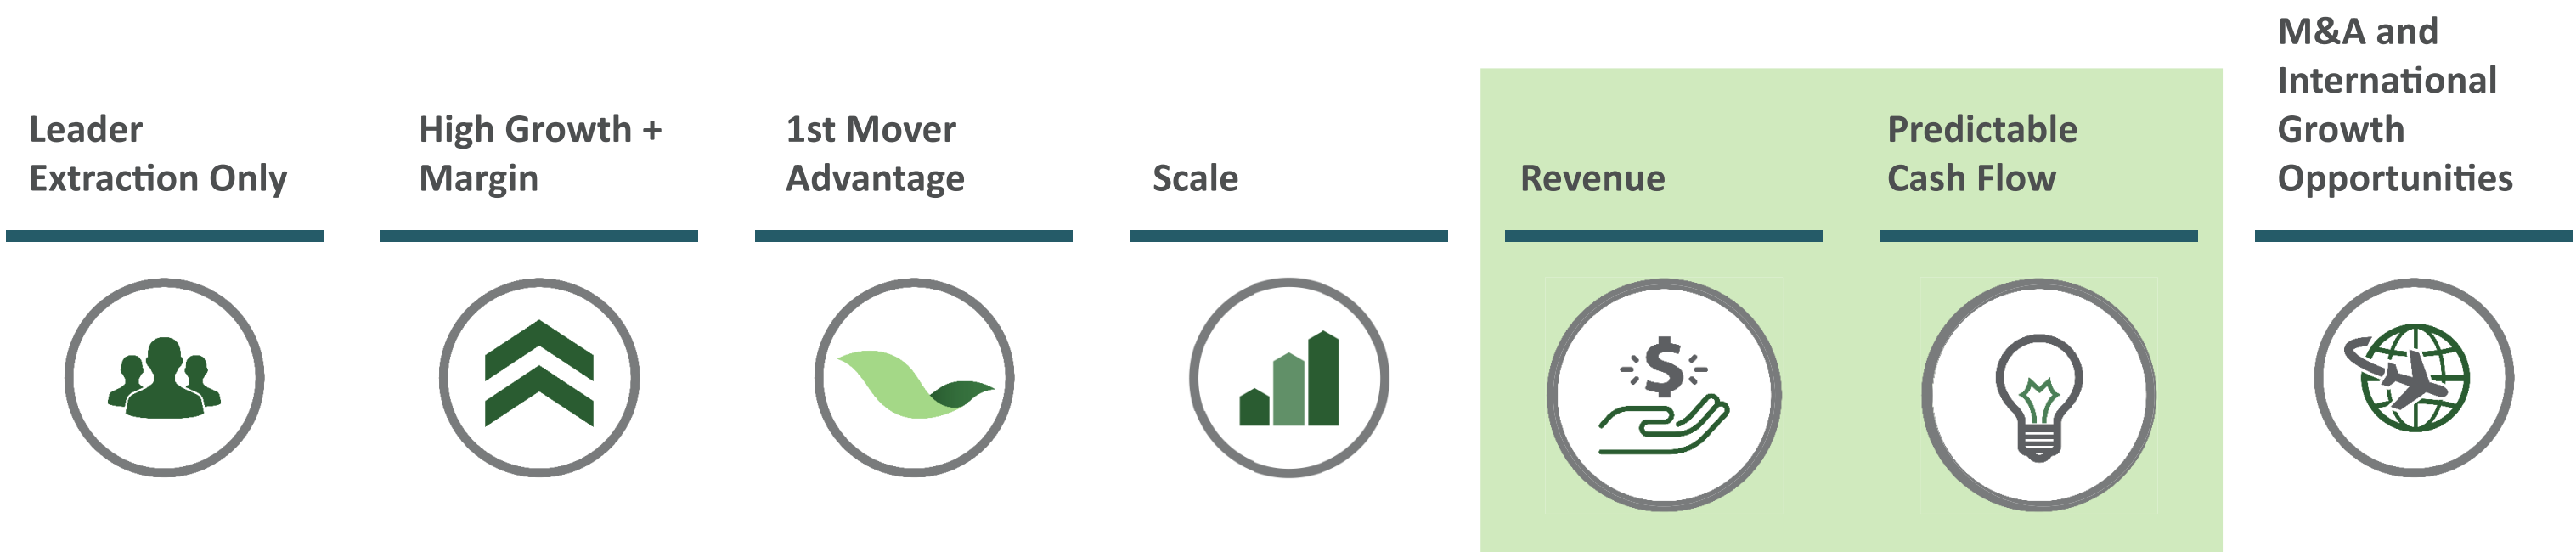 Leader
Extraction Only
High Growth +
Margin
1st Mover
Advantage
Scale
Revenue
Predictable
Cash Flow
M&A and
International
Growth
Opportunities
$